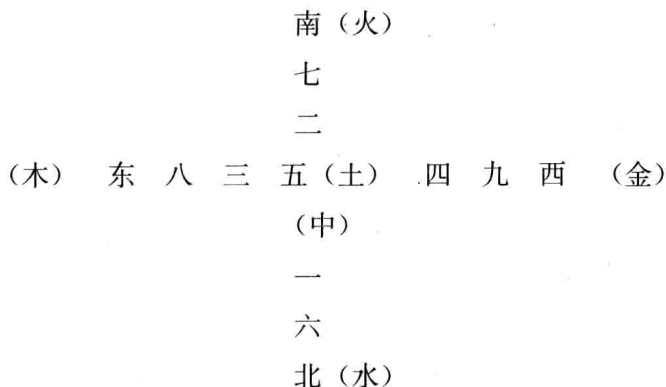 南（火）
七
二
（木） 东 八 三 五（土） 四 九 西 （金）
（中）
一
六
北（水）